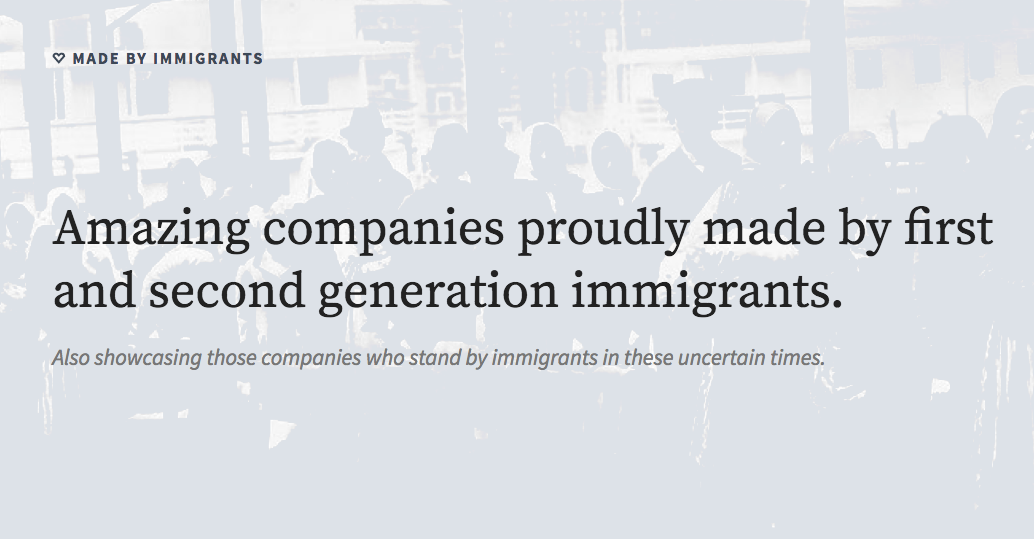 ♡ MADE BY IMMIGRANTS
Amazing companies proudly made by first
and second generation immigrants.
Also showcasing those companies who stand by immigrants in these uncertain times.